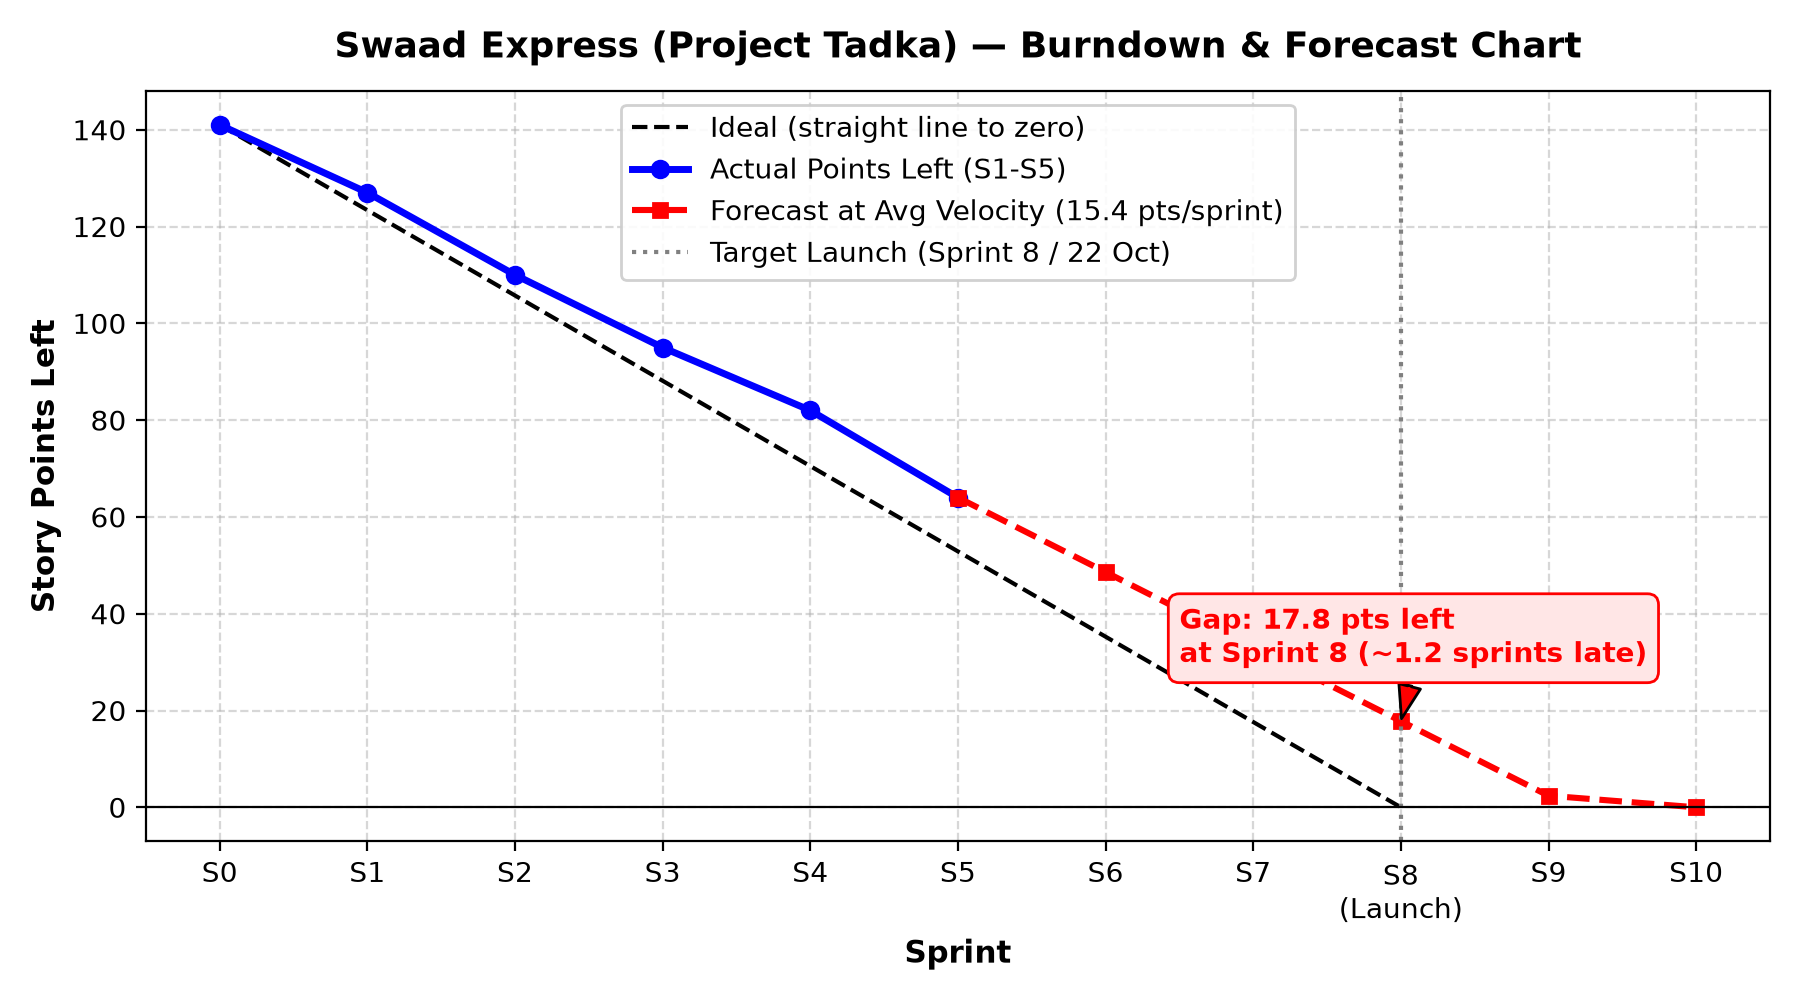 Swaad Express (Project Tadka) — Burndown & Forecast Chart
Ideal (straight line to zero)
Actual Points Left (S1-S5)
Forecast at Avg Velocity (15.4 pts/sprint)
Target Launch (Sprint 8 / 22 Oct)
Story Points Left
140
120
100
80
60
40
20
0
Gap: 17.8 pts left
at Sprint 8 (~1.2 sprints late)
S0 S1 S2 S3 S4 S5 S6 S7 S8 S9 S10
(Launch)
Sprint